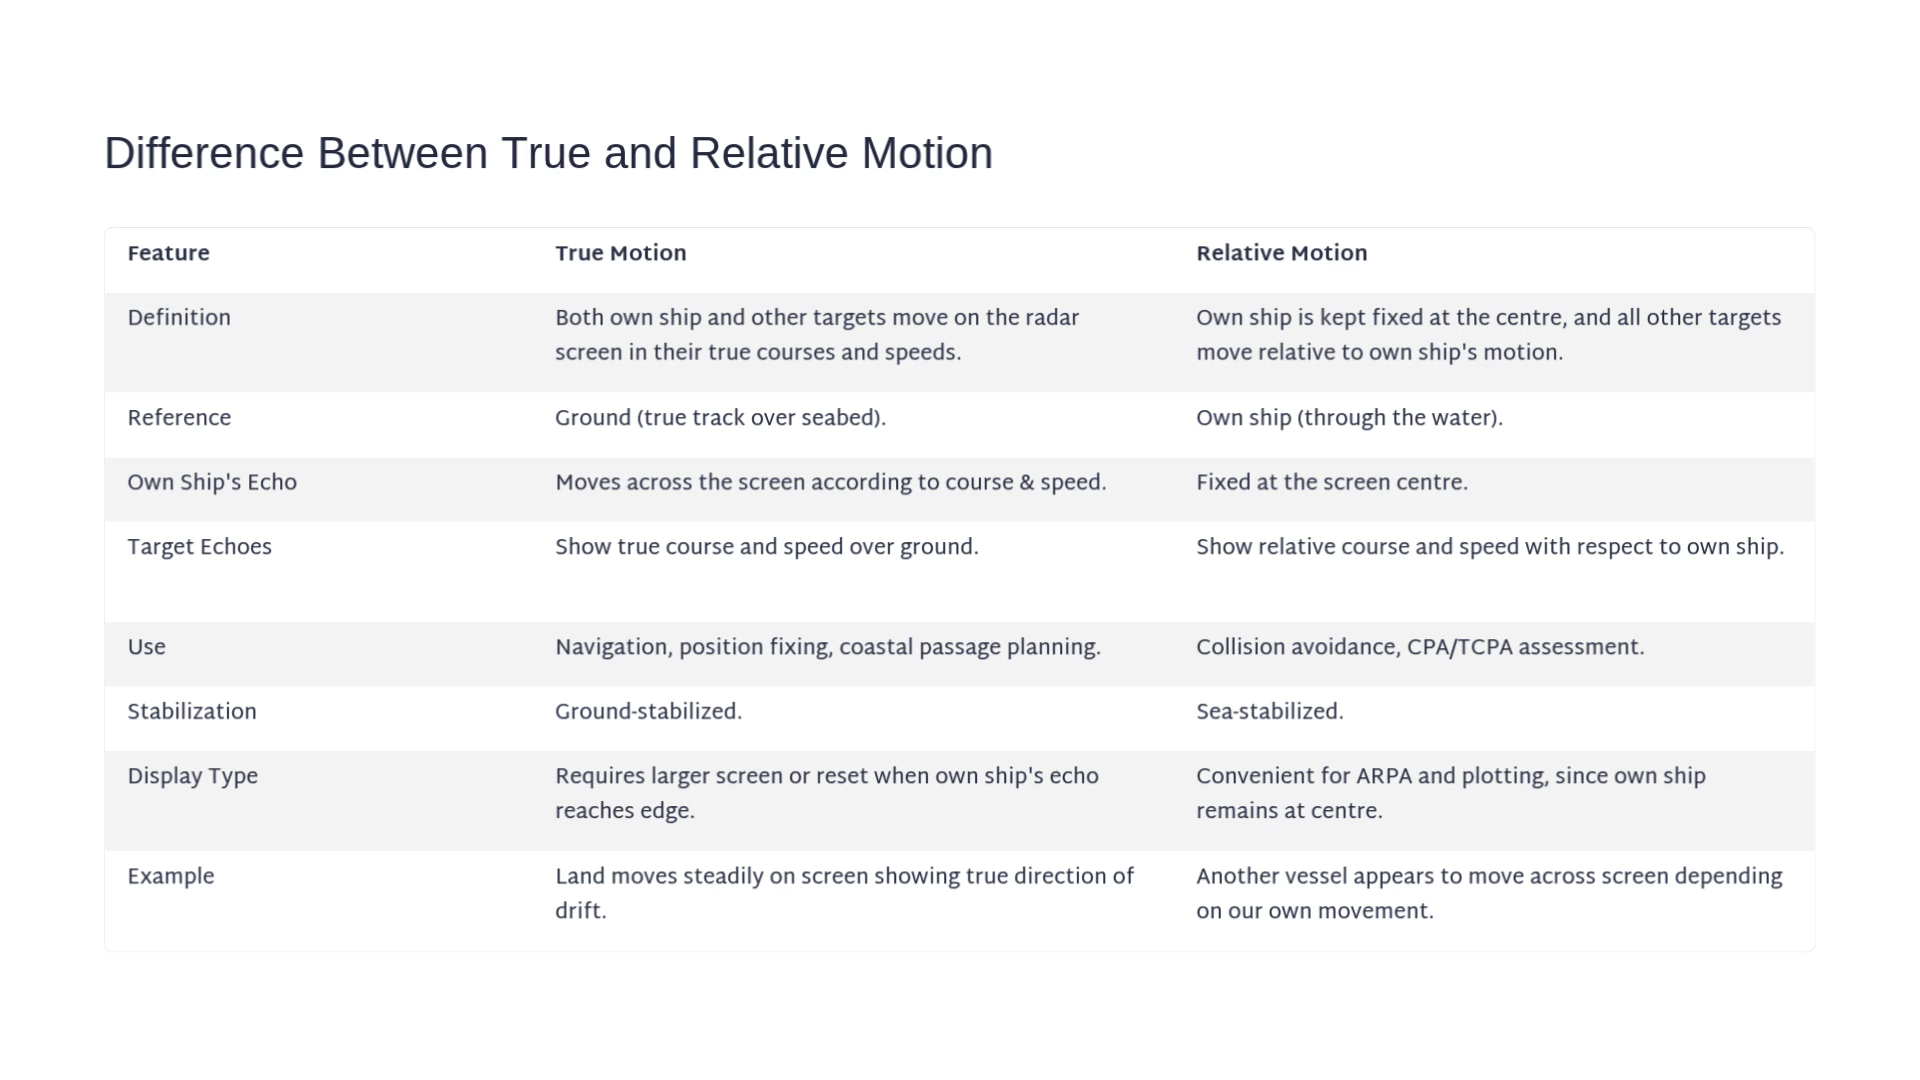 Difference Between True and Relative Motion
Feature
True Motion
Relative Motion
Definition
Both own ship and other targets move on the radar
screen in their true courses and speeds.
Own ship is kept fixed at the centre, and all other targets
move relative to own ship's motion.
Reference
Ground (true track over seabed).
Own ship (through the water).
Own Ship's Echo
Moves across the screen according to course & speed.
Fixed at the screen centre.
Target Echoes
Show true course and speed over ground.
Show relative course and speed with respect to own ship.
Use
Navigation, position fixing, coastal passage planning.
Collision avoidance, CPA/TCPA assessment.
Stabilization
Ground-stabilized.
Sea-stabilized.
Display Type
Requires larger screen or reset when own ship's echo
reaches edge.
Convenient for ARPA and plotting, since own ship
remains at centre.
Example
Land moves steadily on screen showing true direction of
drift.
Another vessel appears to move across screen depending
on our own movement.